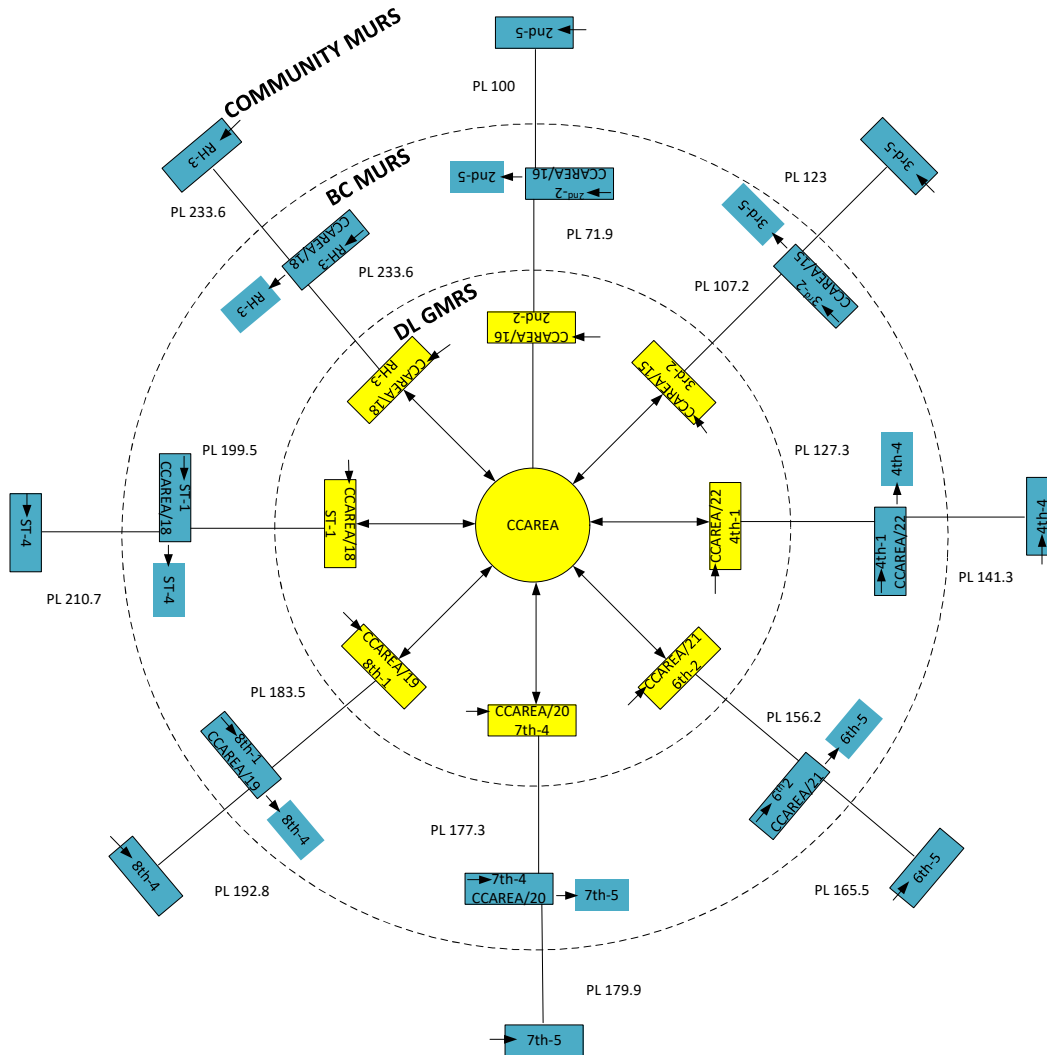 COMMUNITY MURS
BC MURS
DL GMRS
2nd-5
PL 100
2nd-5
2nd-2
CCAREA/16
PL 71.9
2nd-2
CCAREA/16
3rd-5
PL 123
3rd-5
3rd-2
CCAREA/15
PL 107.2
3rd-2
CCAREA/15
RH-3
PL 233.6
RH-3
CCAREA/18
RH-3
PL 233.6
CCAREA\18
RH-3
CCAREA
PL 127.3
CCAREA/22
4th-1
4th-4
4th-1
CCAREA/22
4th-4
PL 141.3
PL 199.5
ST-1
CCAREA/18
ST-4
ST-4
PL 210.7
CCAREA/18
ST-1
CCAREA/19
8th-1
PL 183.5
8th-1
CCAREA/19
8th-4
8th-4
PL 192.8
CCAREA/20
7th-4
PL 177.3
7th-4
CCAREA/20
7th-5
PL 179.9
7th-5
CCAREA/21
6th-2
PL 156.2
6th-5
6th2
CCAREA/21
PL 165.5
6th-5